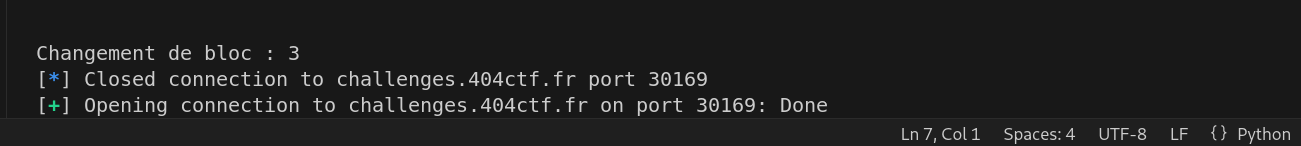 Changement de bloc : 3
[*] Closed connection to challenges.404ctf.fr port 30169
[+] Opening connection to challenges.404ctf.fr on port 30169: Done
Ln 7, Col 1 Spaces: 4 UTF-8 LF {} Python